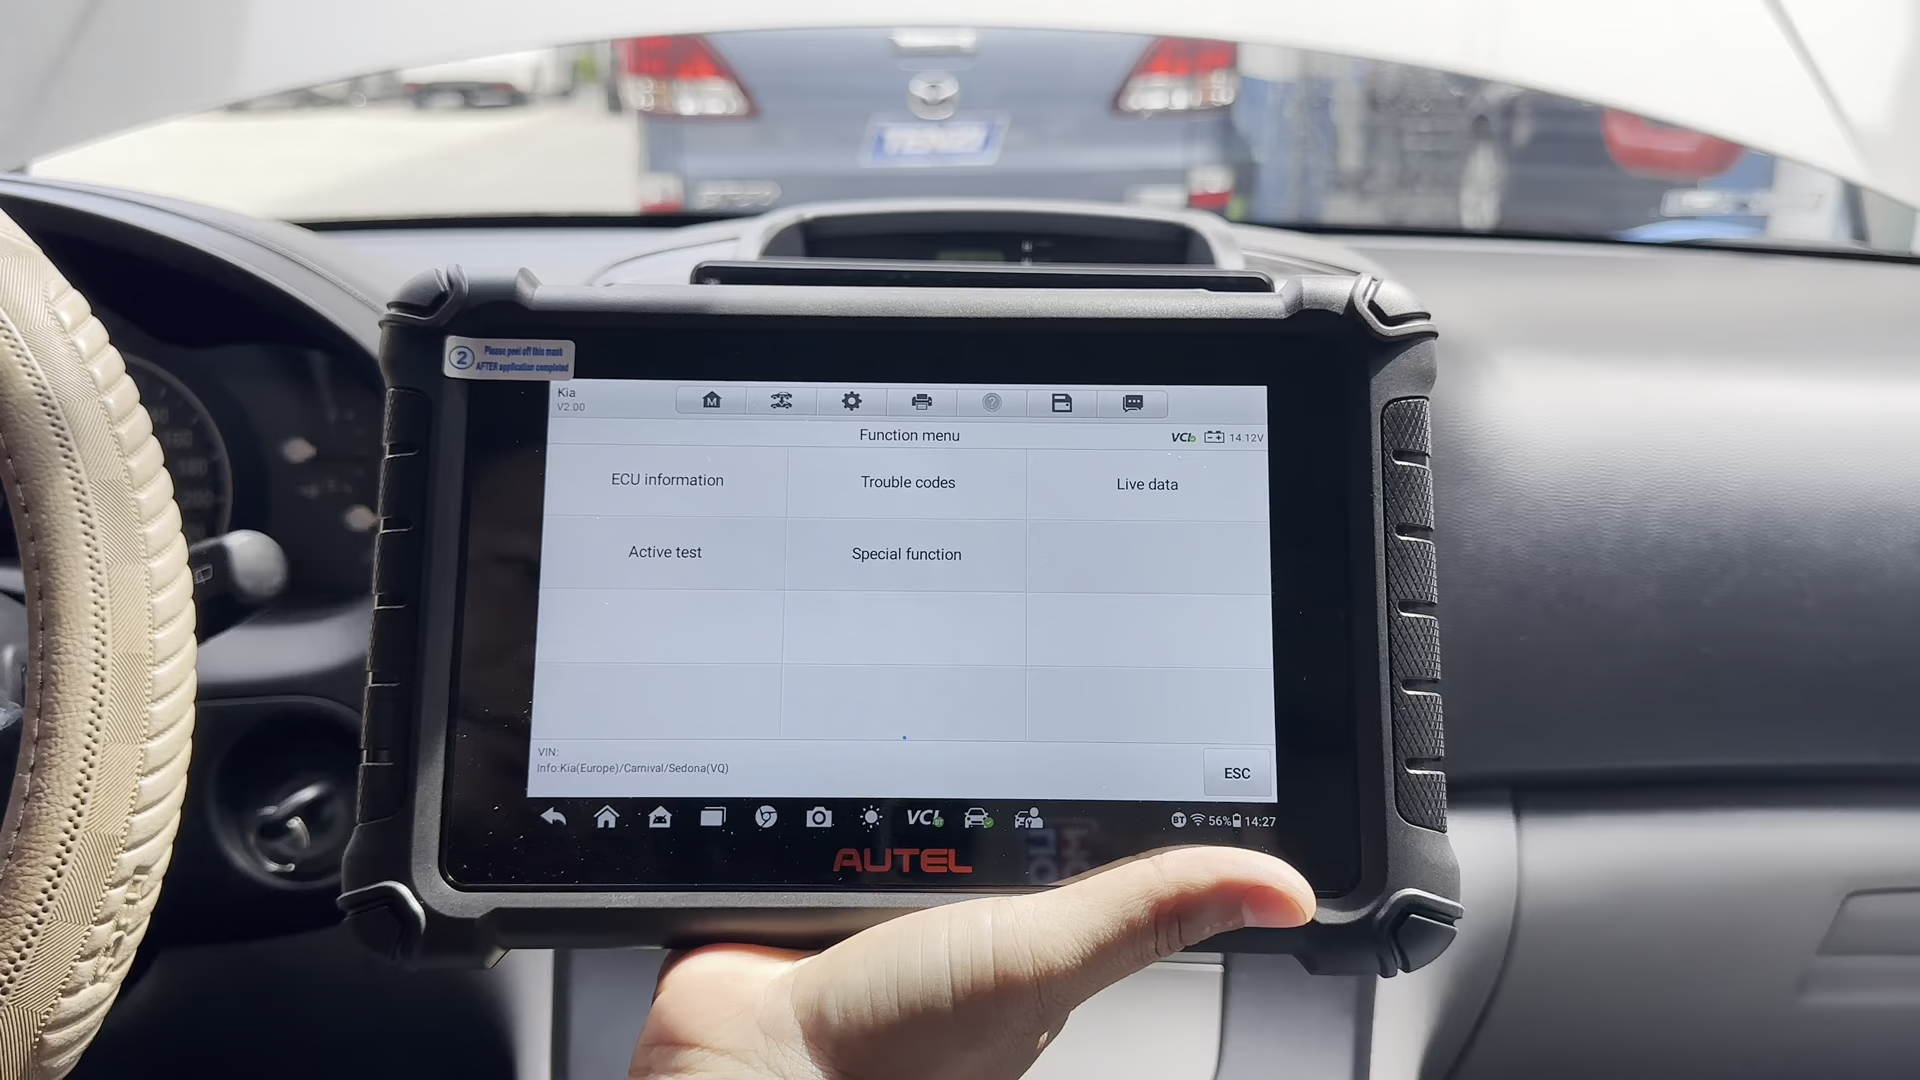 TENZI
2 Please peel off this mask
AFTER application completed
Kia
V2.00
M
Function menu
VCI 14.12V
ECU information
Trouble codes
Live data
Active test
Special function
VIN:
Info:Kia(Europe)/Carnival/Sedona(VQ)
ESC
VCI
BT 56% 14:27
AUTEL